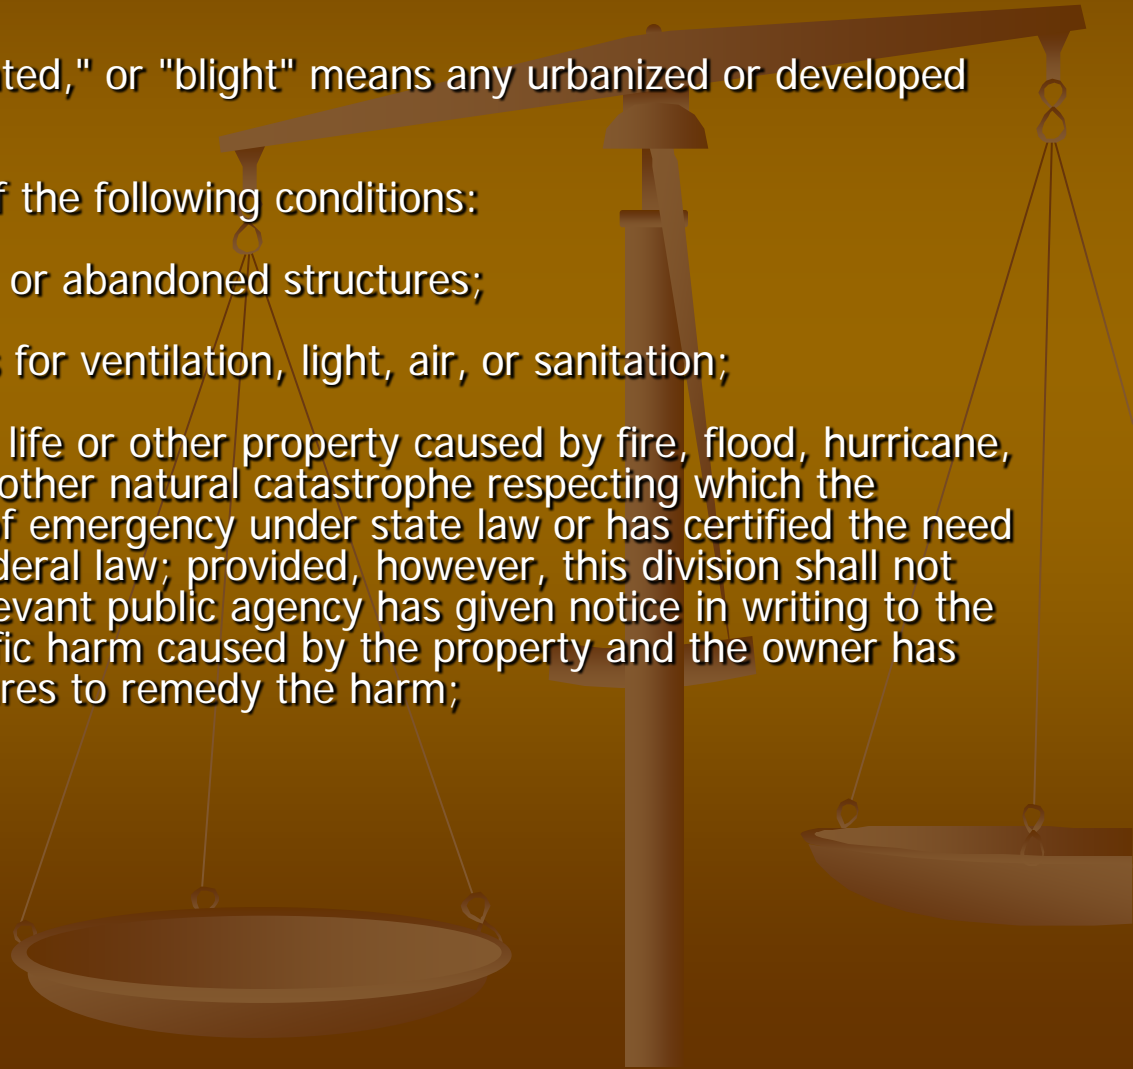 ted," or "blight" means any urbanized or developed
the following conditions:
or abandoned structures;
for ventilation, light, air, or sanitation;
life or other property caused by fire, flood, hurricane,
other natural catastrophe respecting which the
f emergency under state law or has certified the need
deral law; provided, however, this division shall not
evant public agency has given notice in writing to the
fic harm caused by the property and the owner has
res to remedy the harm;